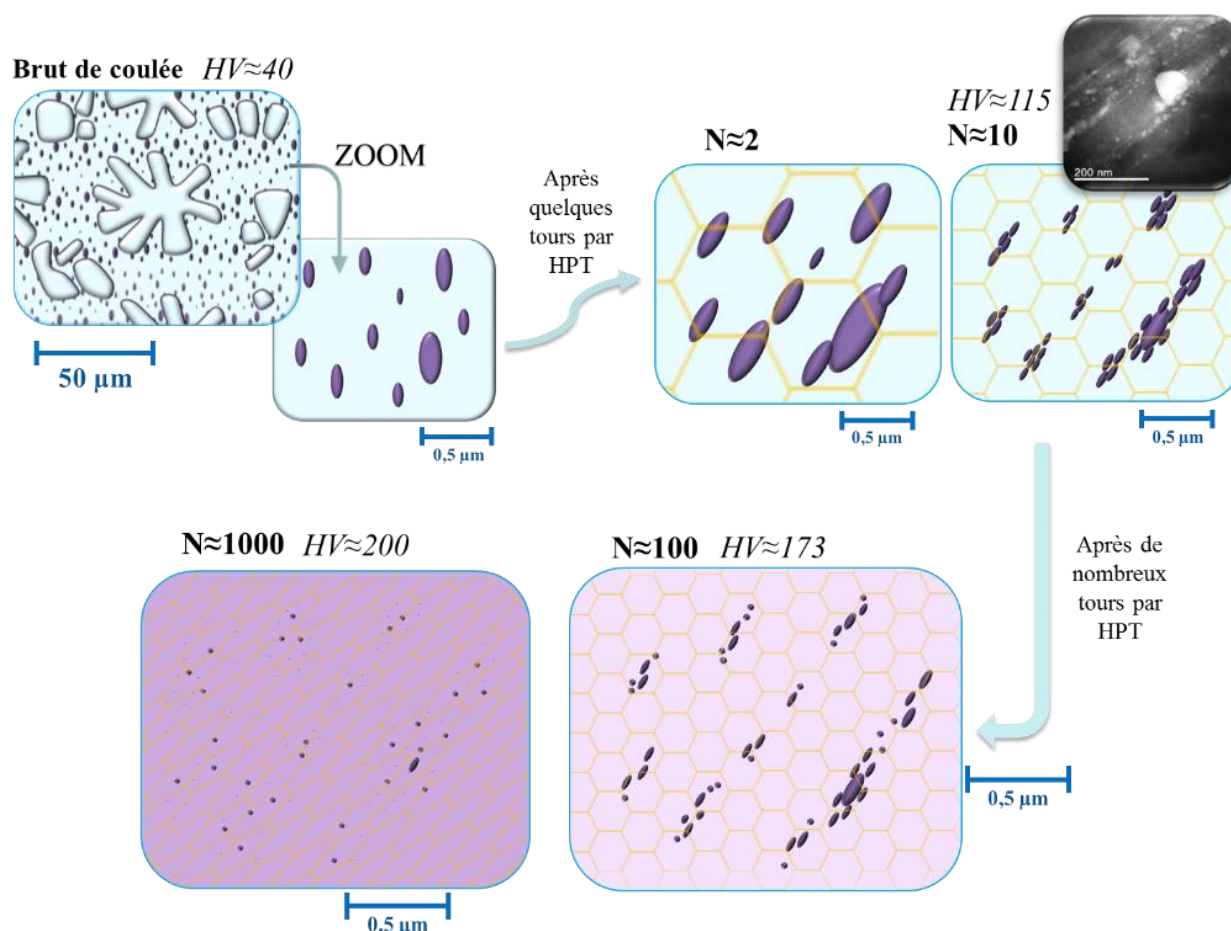 Brut de coulée HV≈40
ZOOM
50 µm
0,5 µm
Après
quelques
tours par
HPT
N≈2
0,5 µm
HV≈115
N≈10
200 nm
0,5 µm
Après de
nombreux
tours par
HPT
N≈1000 HV≈200
0,5 µm
N≈100 HV≈173
0,5 µm